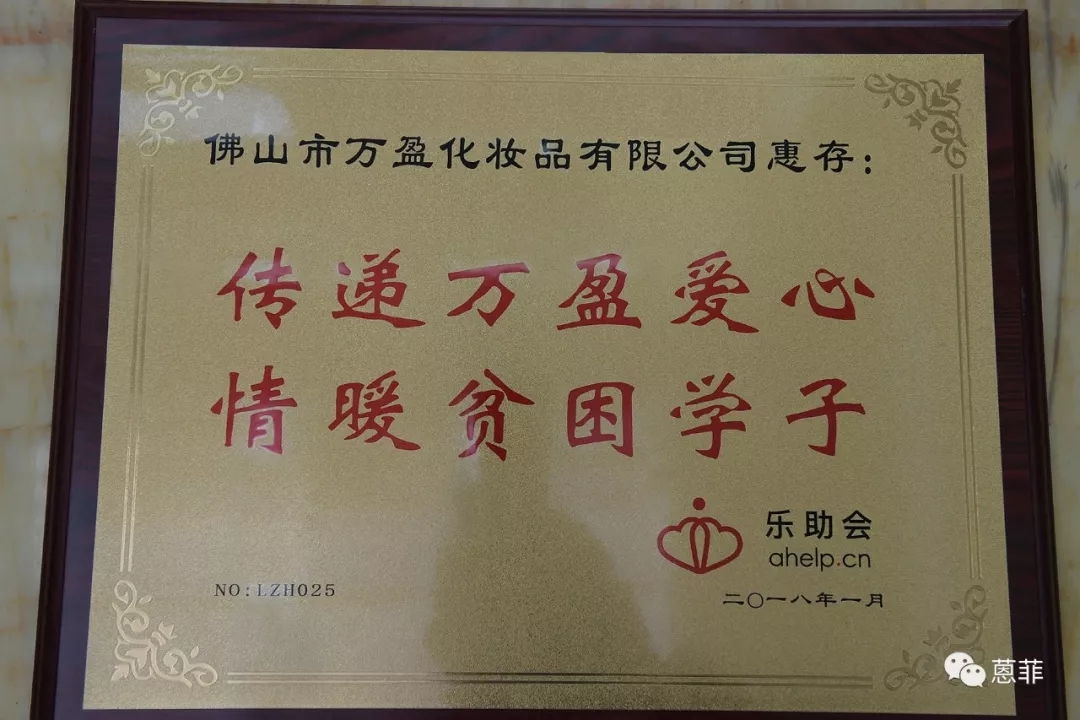 佛山市万盈化妆品有限公司惠存：
传递万盈爱心
情暖贫困学子
乐助会
ahelp.cn
NO:LZH025
二〇一八年一月
蒽菲